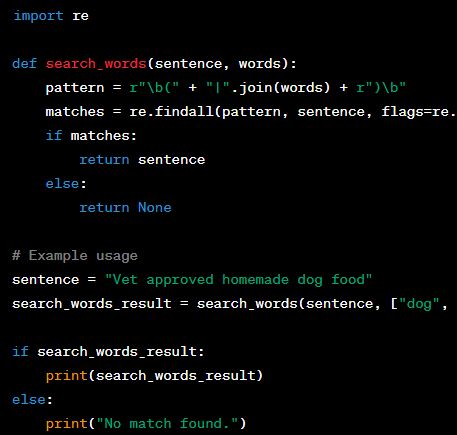 import re
def search_words(sentence, words):
pattern = r"\b(" + "|".join(words) + r")\b"
matches = re.findall(pattern, sentence, flags=re.
if matches:
return sentence
else:
return None
# Example usage
sentence = "Vet approved homemade dog food"
search_words_result = search_words(sentence, ["dog",
if search_words_result:
print(search_words_result)
else:
print("No match found.")